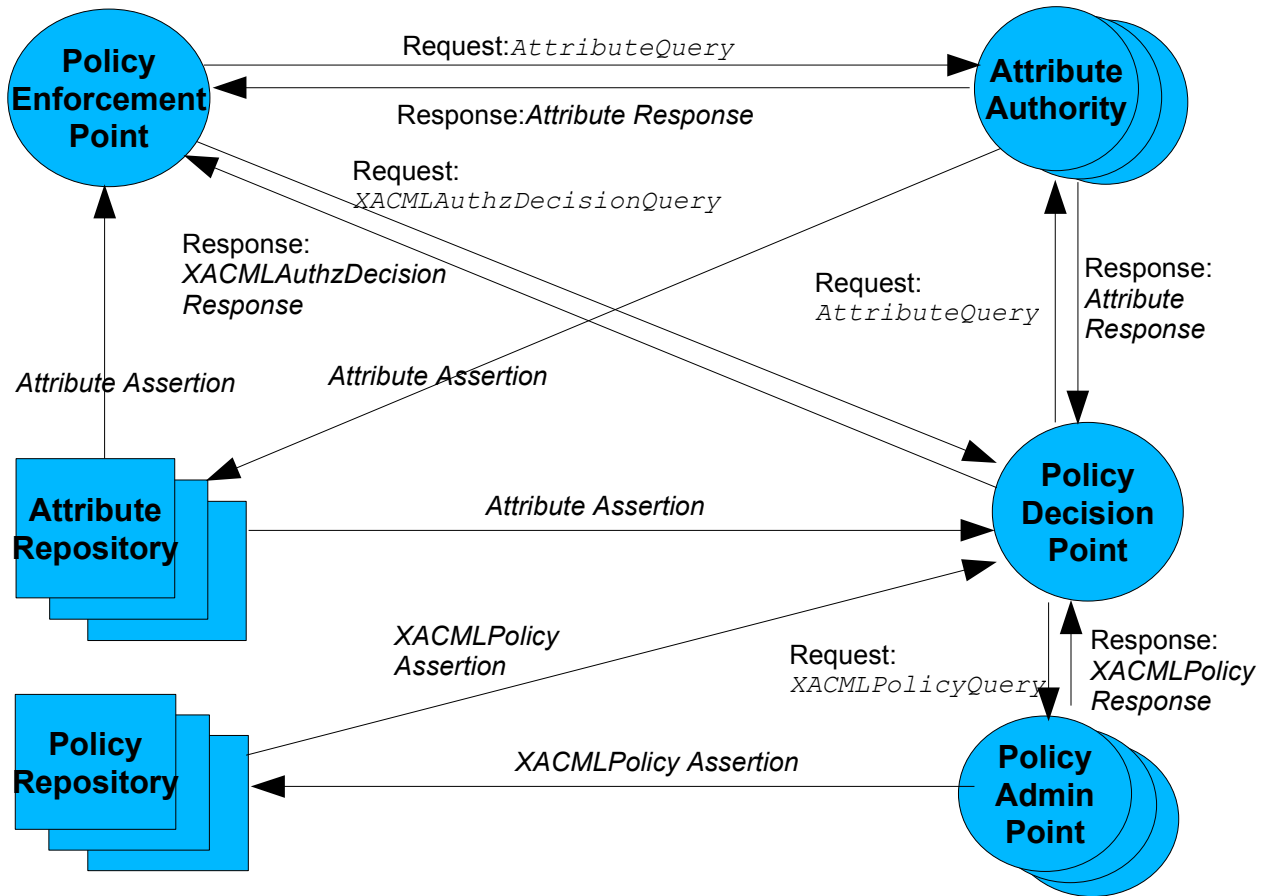 Policy
Enforcement
Point
Request:AttributeQuery
Attribute
Authority
Response:Attribute Response
Request:
XACMLAuthzDecisionQuery
Response:
XACMLAuthzDecision
Response
Request:
AttributeQuery
Response:
Attribute
Response
Attribute Assertion
Attribute Assertion
Attribute
Repository
Attribute Assertion
Policy
Decision
Point
XACMLPolicy
Assertion
Request:
XACMLPolicyQuery
Response:
XACMLPolicy
Response
Policy
Repository
XACMLPolicy Assertion
Policy
Admin
Point